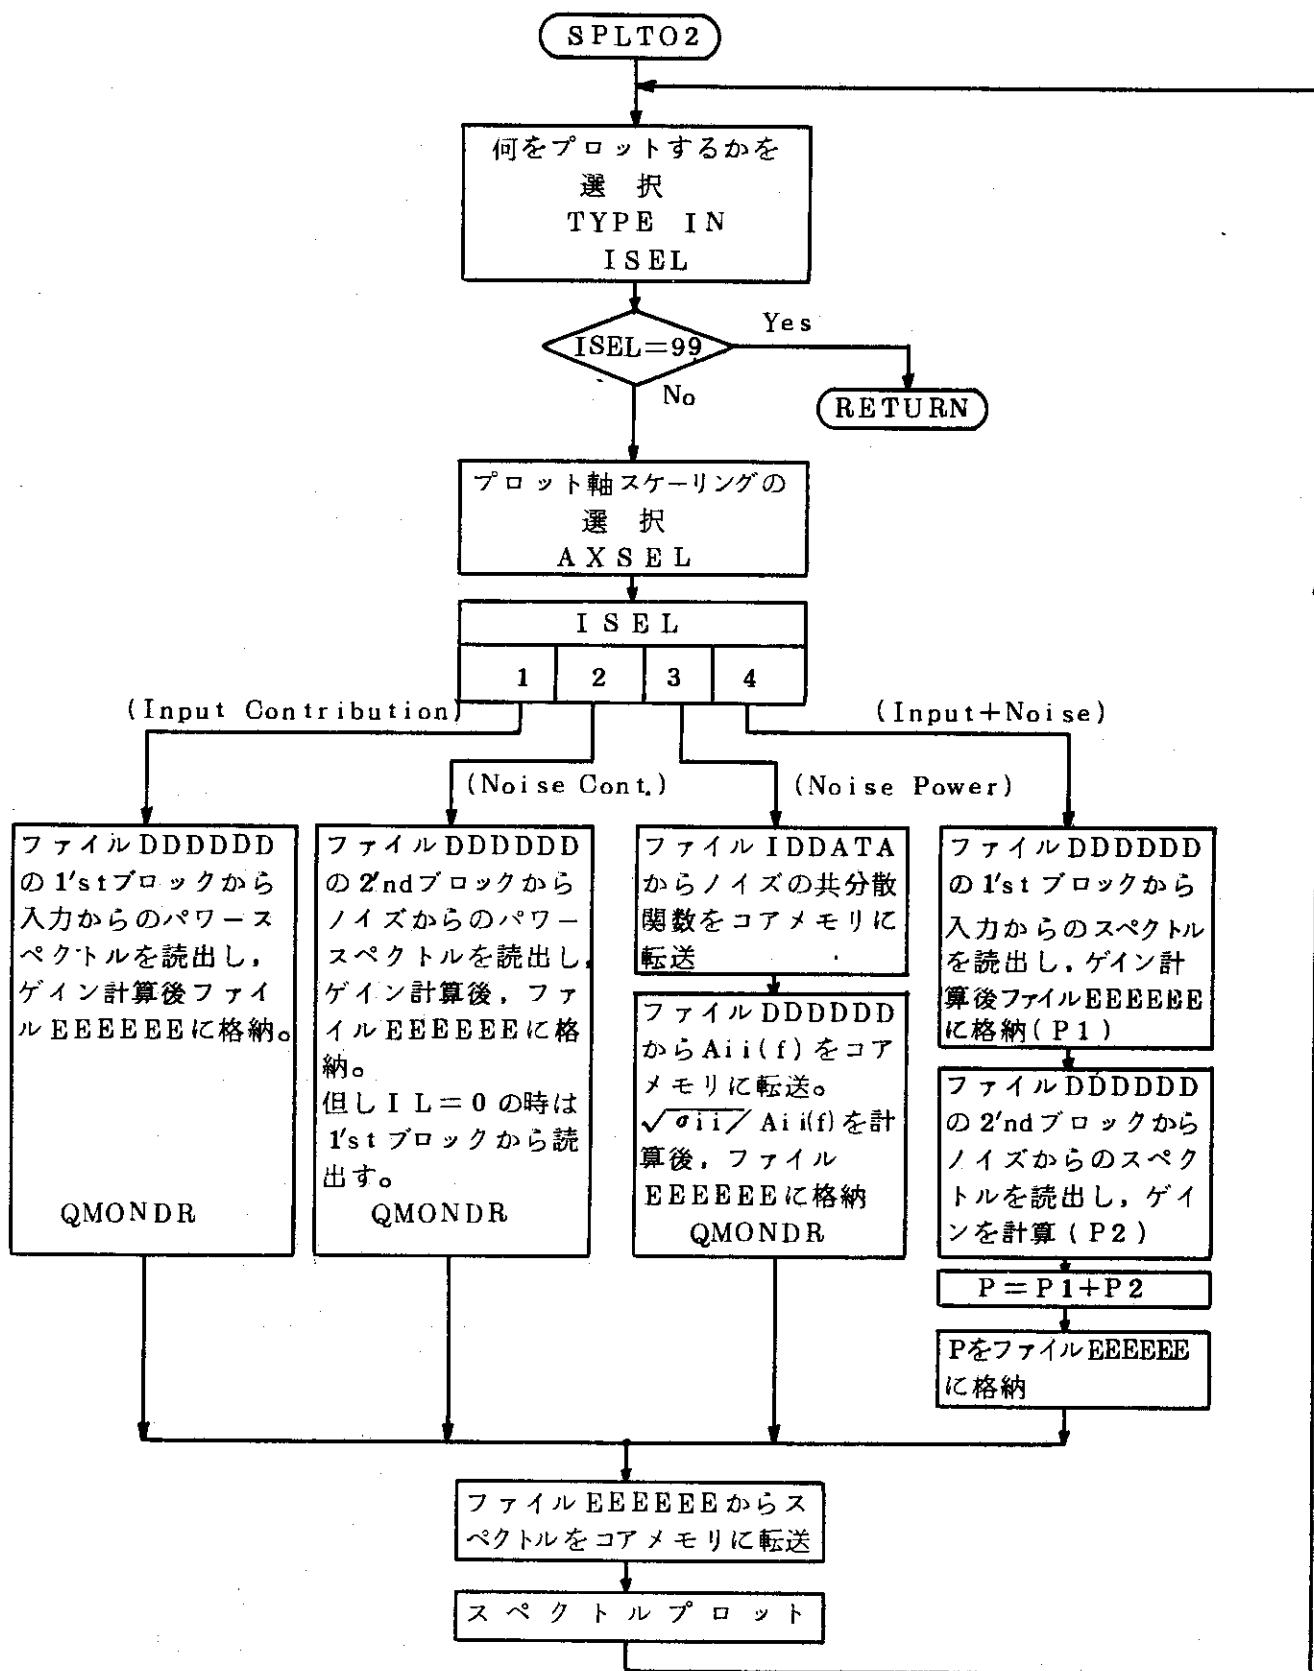 SPLTO2
何をプロットするかを
選 択
TYPE IN
ISEL
ISEL=99
Yes
No
RETURN
プロット軸スケーリングの
選 択
AXSEL
ISEL
1 2 3 4
(Input Contribution)
(Input+Noise)
(Noise Cont.)
(Noise Power)
ファイルDDDDDD
の1'stブロックから
入力からのパワース
ペクトルを読出し,
ゲイン計算後ファイ
ルEEEEEEに格納。
QMONDR
ファイルDDDDDD
の2'ndブロックから
ノイズからのパワー
スペクトルを読出し,
ゲイン計算後,ファ
イルEEEEEEに格
納。
但しIL=0の時は
1'stブロックから読
出す。
QMONDR
ファイルIDDATA
からノイズの共分散
関数をコアメモリに
転送
ファイルDDDDDD
からAii(f)をコア
メモリに転送。
√σii/Aii(f)を計
算後,ファイル
EEEEEEに格納
QMONDR
ファイルDDDDDD
の1'stブロックから
入力からのスペクトル
を読出し,ゲイン計
算後ファイルEEEEEE
に格納(P1)
ファイルDDDDDD
の2'ndブロックから
ノイズからのスペク
トルを読出し,ゲイ
ンを計算(P2)
P=P1+P2
PをファイルEEEEEE
に格納
ファイルEEEEEEからス
ペクトルをコアメモリに転送
スペクトルプロット